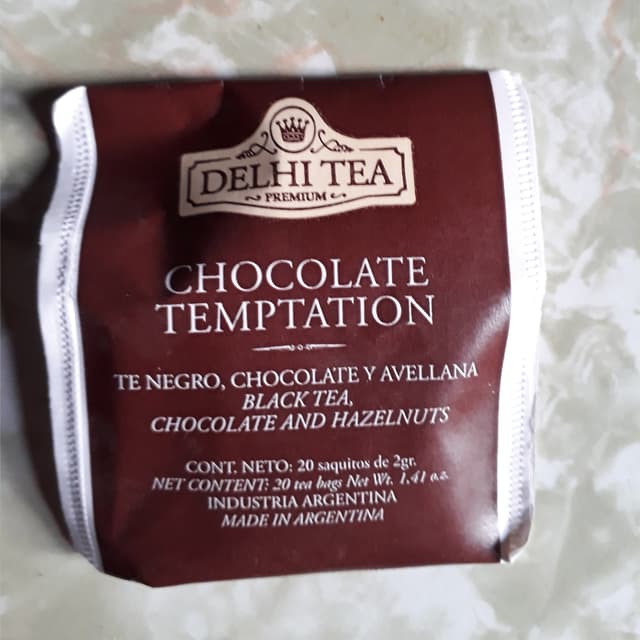 DELHI TEA
PREMIUM
CHOCOLATE
TEMPTATION
TE NEGRO, CHOCOLATE Y AVELLANA
BLACK TEA,
CHOCOLATE AND HAZELNUTS
CONT. NETO: 20 saquitos de 2gr.
NET CONTENT: 20 tea bags Net Wt. 1,41 oz.
INDUSTRIA ARGENTINA
MADE IN ARGENTINA